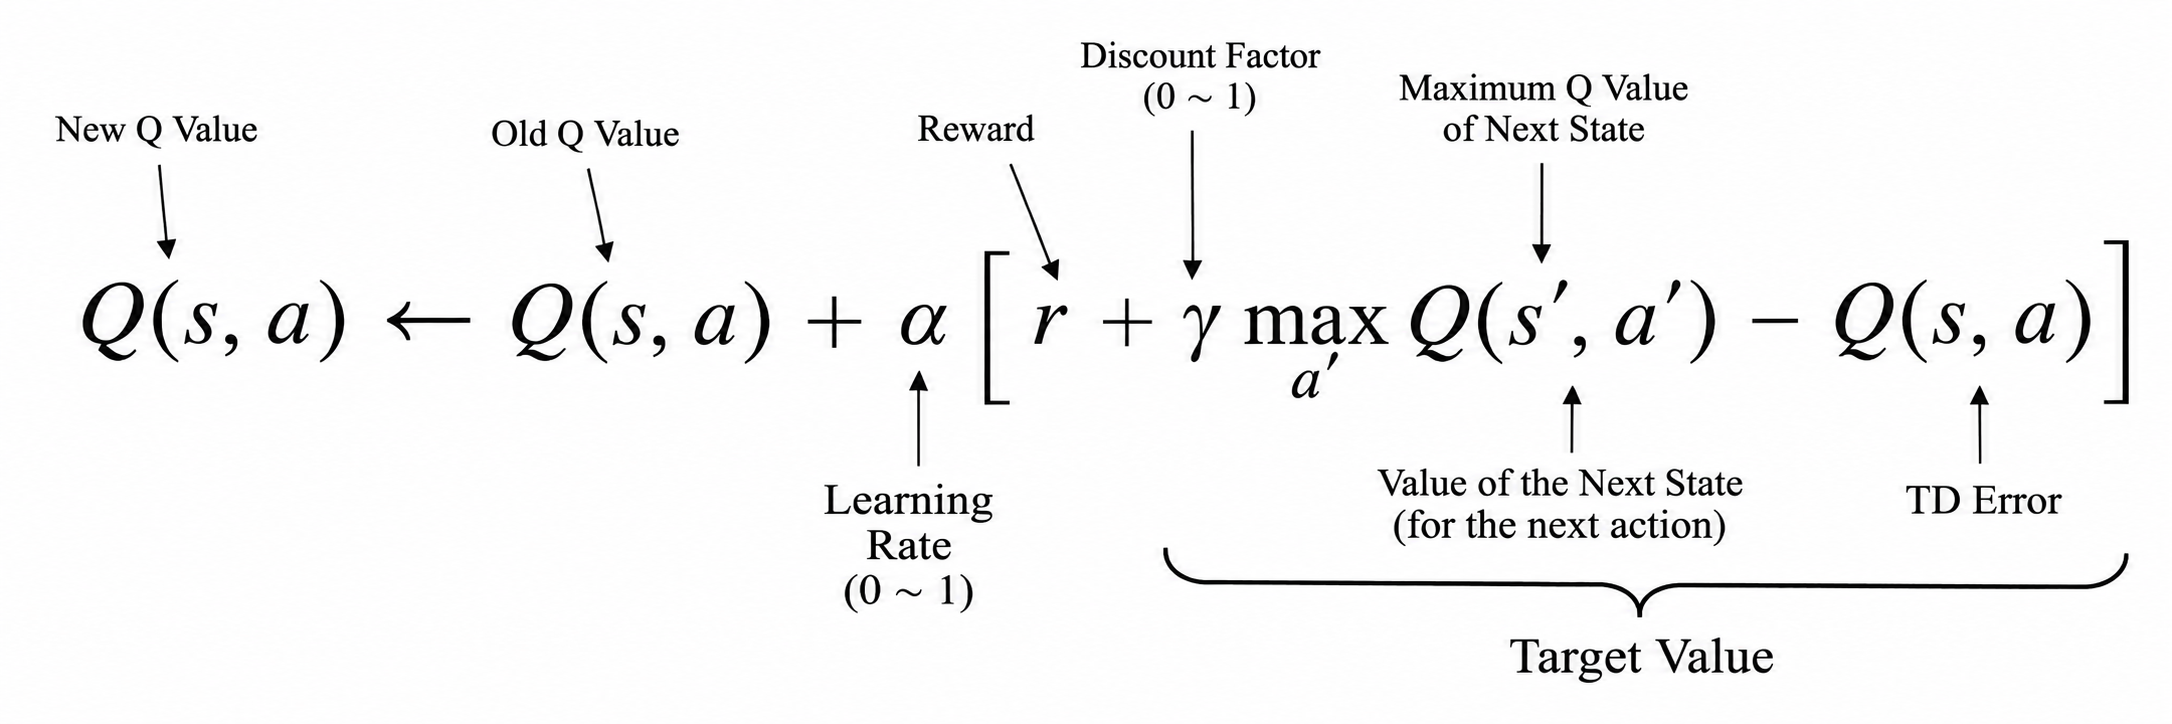 Discount Factor
(0 ~ 1)
Maximum Q Value
of Next State
New Q Value
Old Q Value
Reward
Q(s, a) ← Q(s, a) + α [ r + γ max Q(s′, a′) − Q(s, a) ]
a′
Learning
Rate
(0 ~ 1)
Value of the Next State
(for the next action)
TD Error
Target Value